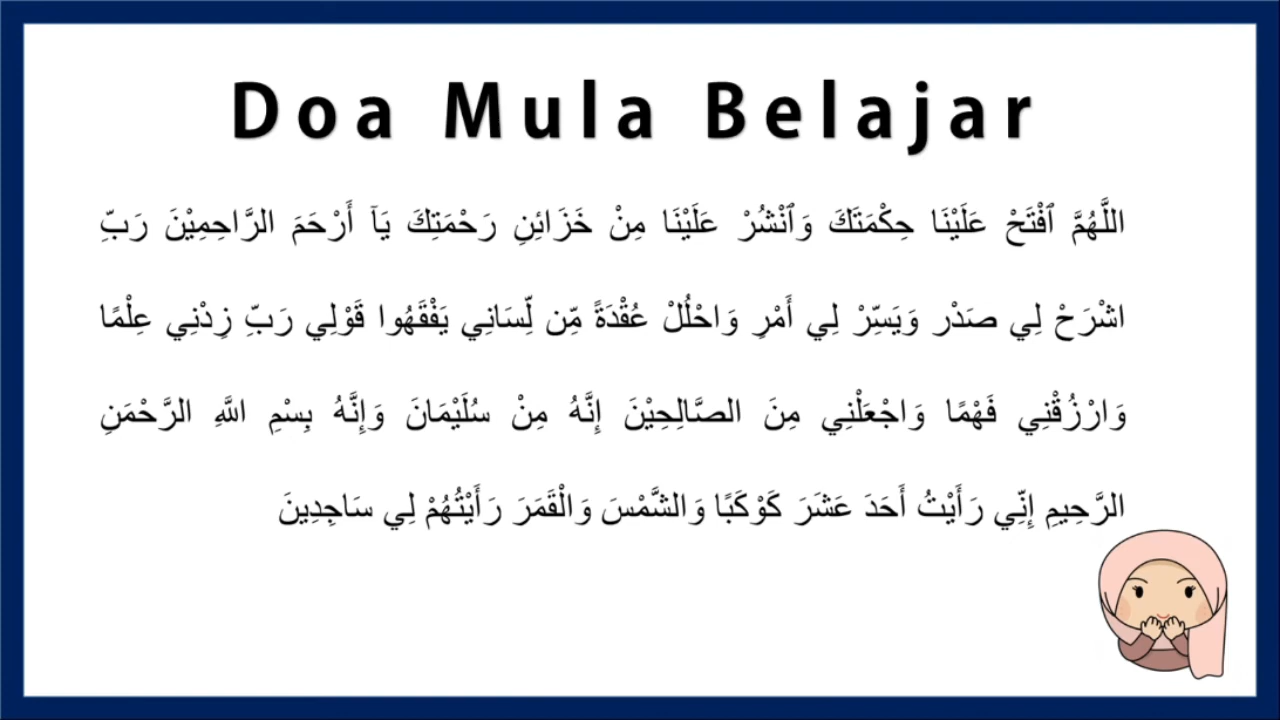 Doa Mula Belajar
اللَّهُمَّ ٱفْتَحْ عَلَيْنَا حِكْمَتَكَ وَٱنْشُرْ عَلَيْنَا مِنْ خَزَائِنِ رَحْمَتِكَ يَآ أَرْحَمَ الرَّاحِمِيْنَ رَبِّ
اشْرَحْ لِي صَدْر وَيَسِّرْ لِي أَمْرِ وَاحْلُلْ عُقْدَةً مِّن لِّسَانِي يَفْقَهُوا قَوْلِي رَبِّ زِدْنِي عِلْمًا
وَارْزُقْنِي فَهْمًا وَاجْعَلْنِي مِنَ الصَّالِحِيْنَ إِنَّهُ مِنْ سُلَيْمَانَ وَإِنَّهُ بِسْمِ اللَّهِ الرَّحْمَنِ
الرَّحِيمِ إِنِّي رَأَيْتُ أَحَدَ عَشَرَ كَوْكَبًا وَالشَّمْسَ وَالْقَمَرَ رَأَيْتُهُمْ لِي سَاجِدِينَ